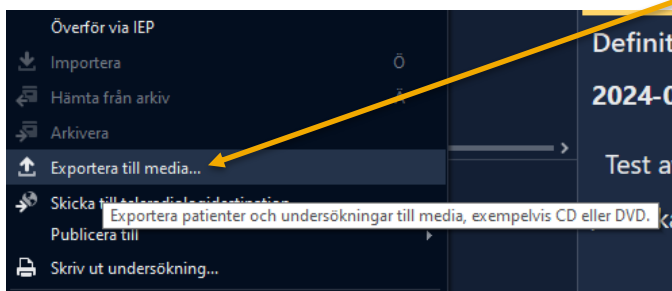 Överför via IEP
Importera Ö
Hämta från arkiv
Arkivera
Exportera till media...
Skicka till teleradiologidestination
Exportera patienter och undersökningar till media, exempelvis CD eller DVD.
Publicera till
Skriv ut undersökning...
Definit
2024-0
Test a